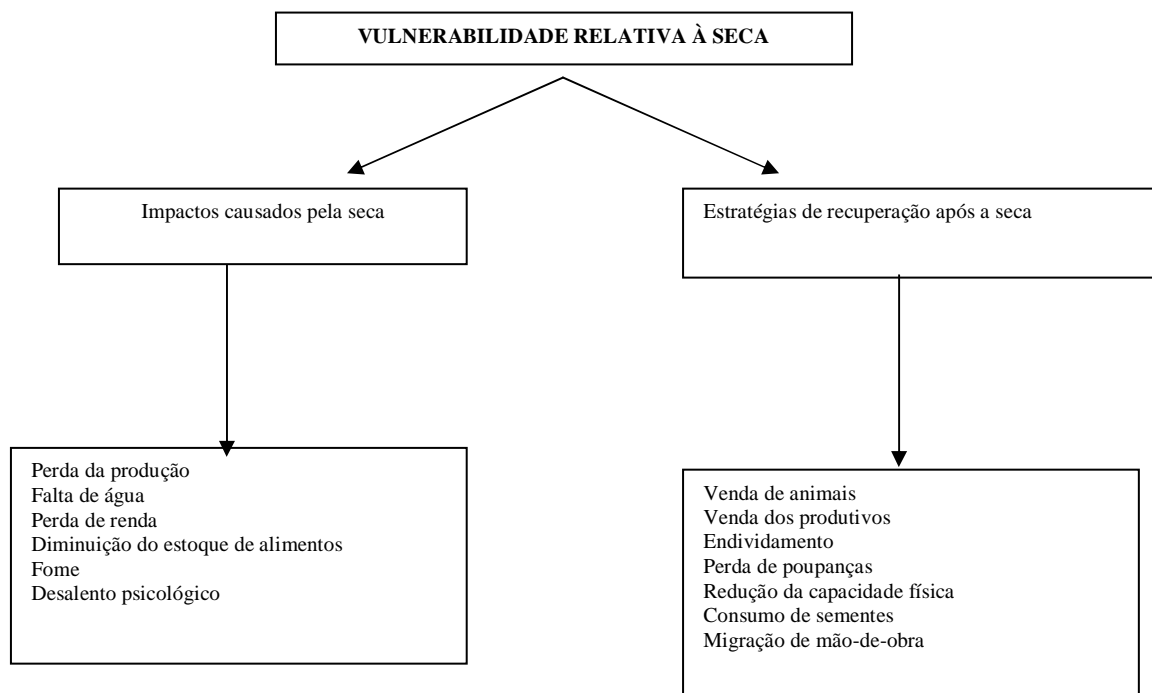 VULNERABILIDADE RELATIVA À SECA
Impactos causados pela seca
Estratégias de recuperação após a seca
Perda da produção
Falta de água
Perda de renda
Diminuição do estoque de alimentos
Fome
Desalento psicológico
Venda de animais
Venda dos produtivos
Endividamento
Perda de poupanças
Redução da capacidade física
Consumo de sementes
Migração de mão-de-obra